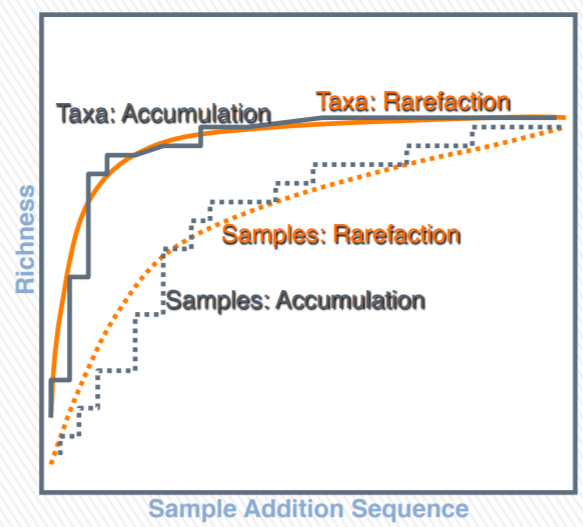 Taxa: Rarefaction
Taxa: Accumulation
Samples: Rarefaction
Samples: Accumulation
Richness
Sample Addition Sequence